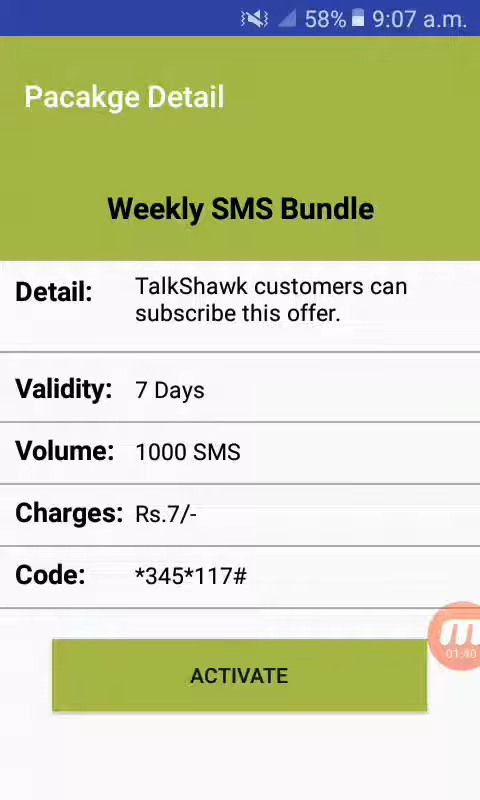 58% 9:07 a.m.
Pacakge Detail
Weekly SMS Bundle
Detail: TalkShawk customers can
subscribe this offer.
Validity: 7 Days
Volume: 1000 SMS
Charges: Rs.7/-
Code: *345*117#
01:40
ACTIVATE